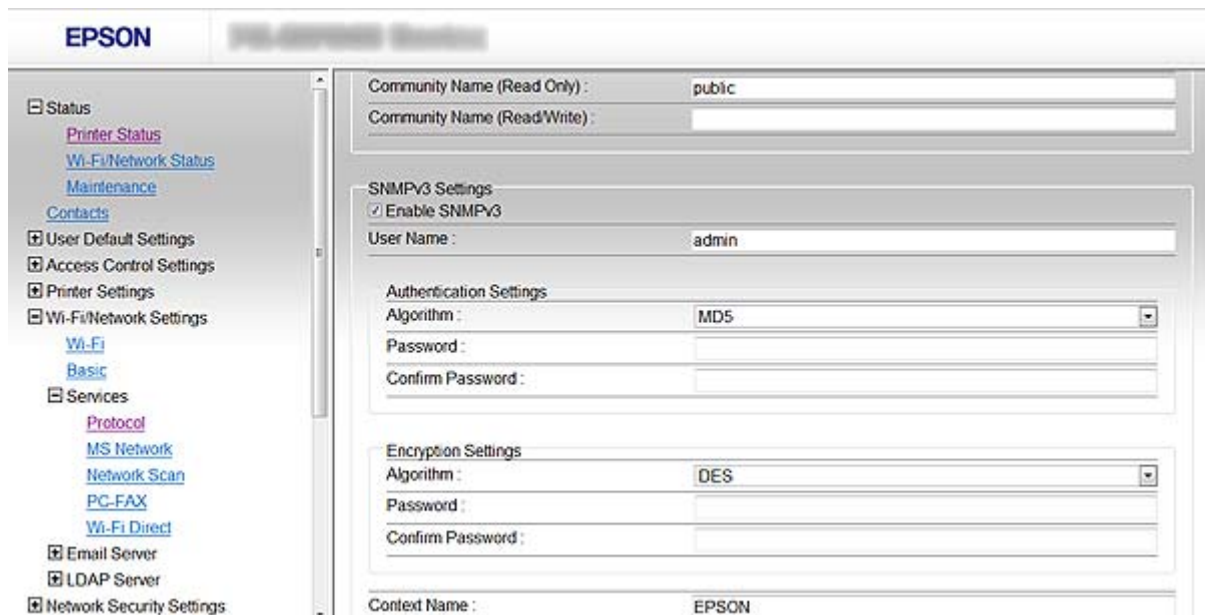 EPSON
Status
Printer Status
Wi-Fi/Network Status
Maintenance
Contacts
User Default Settings
Access Control Settings
Printer Settings
Wi-Fi/Network Settings
Wi-Fi
Basic
Services
Protocol
MS Network
Network Scan
PC-FAX
Wi-Fi Direct
Email Server
LDAP Server
Network Security Settings
Community Name (Read Only) : public
Community Name (Read/Write) :
SNMPv3 Settings
Enable SNMPv3
User Name : admin
Authentication Settings
Algorithm : MD5
Password :
Confirm Password :
Encryption Settings
Algorithm : DES
Password :
Confirm Password :
Context Name : EPSON